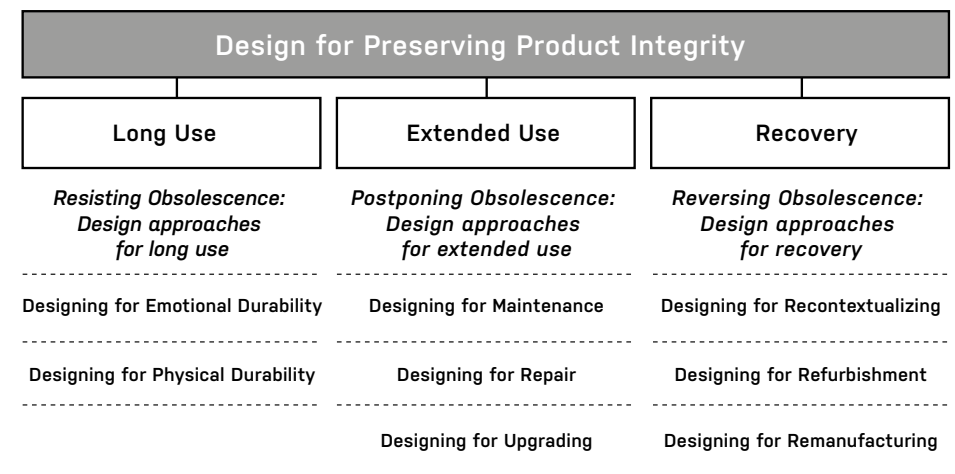 Design for Preserving Product Integrity
Long Use
Extended Use
Recovery
Resisting Obsolescence:
Design approaches
for long use
Postponing Obsolescence:
Design approaches
for extended use
Reversing Obsolescence:
Design approaches
for recovery
Designing for Emotional Durability
Designing for Maintenance
Designing for Recontextualizing
Designing for Physical Durability
Designing for Repair
Designing for Refurbishment
Designing for Upgrading
Designing for Remanufacturing